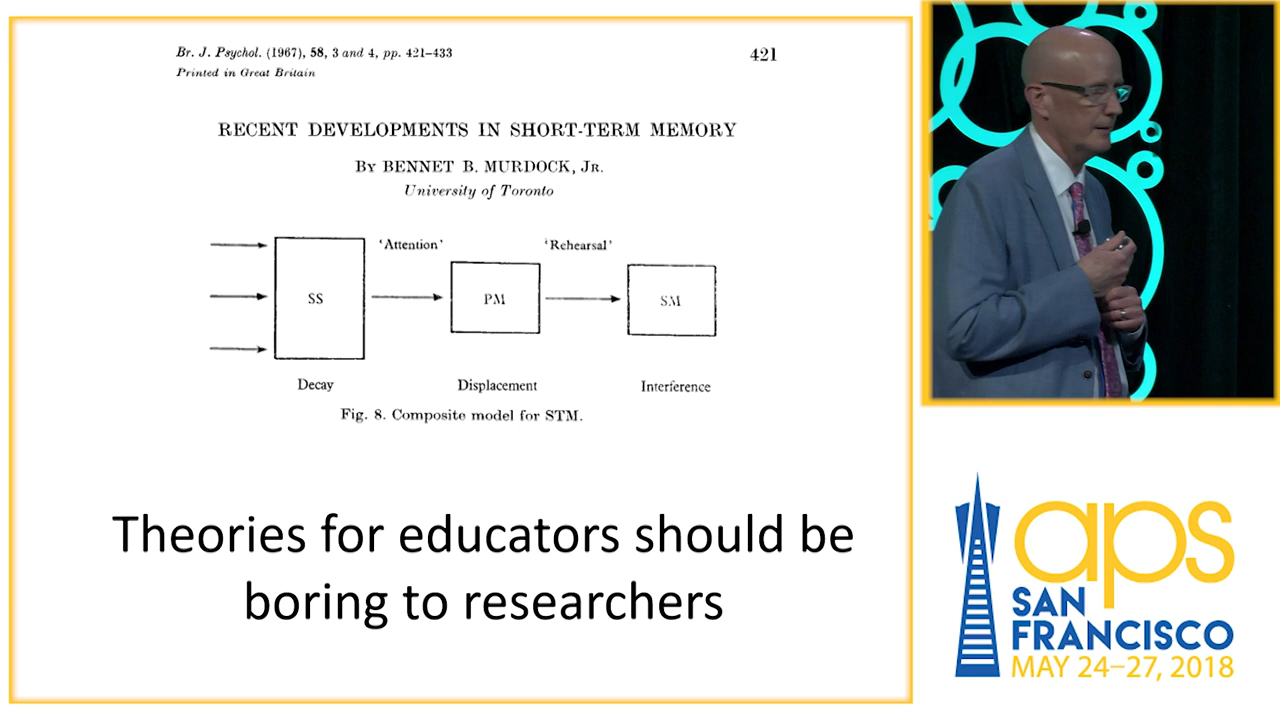 Br. J. Psychol. (1967), 58, 3 and 4, pp. 421–433
421
Printed in Great Britain
RECENT DEVELOPMENTS IN SHORT-TERM MEMORY
By BENNET B. MURDOCK, Jr.
University of Toronto
'Attention'
'Rehearsal'
SS
PM
SM
Decay
Displacement
Interference
Fig. 8. Composite model for STM.
Theories for educators should be
boring to researchers
aps
SAN
FRANCISCO
MAY 24–27, 2018